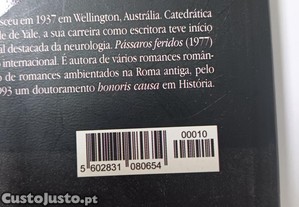 sceu em 1937 em Wellington, Austrália. Catedrática
de de Yale, a sua carreira como escritora teve início
il destacada da neurologia. Pássaros feridos (1977)
o internacional. É autora de vários romances român-
o de romances ambientados na Roma antiga, pelo
993 um doutoramento honoris causa em História.
00010
5 602831 080654
CustoJusto.pt